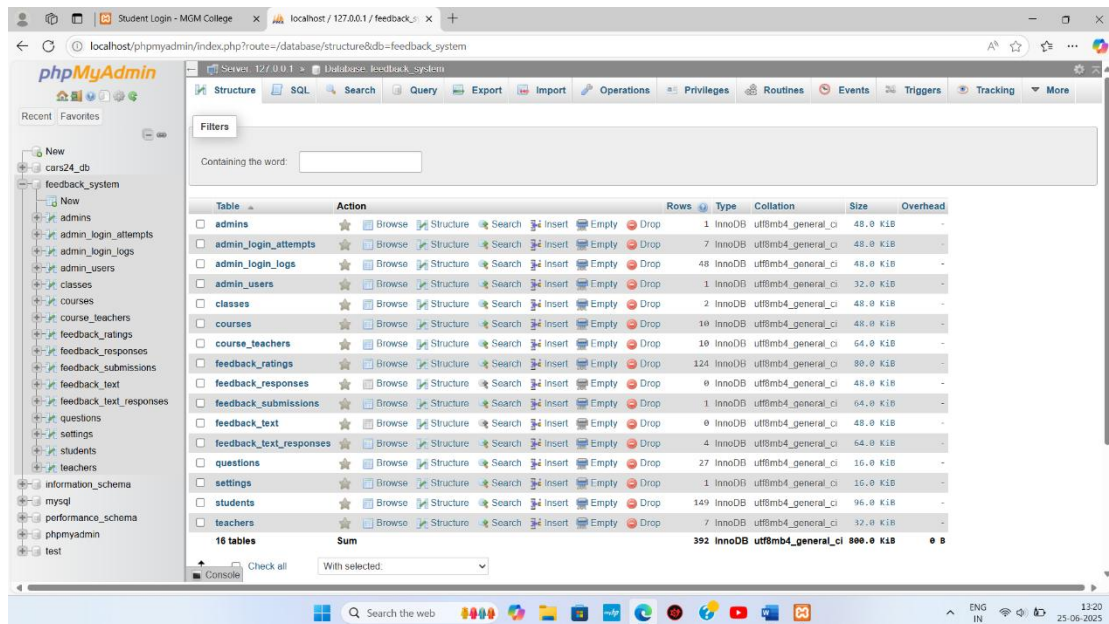 Student Login - MGM College
localhost / 127.0.0.1 / feedback_s
localhost/phpmyadmin/index.php?route=/database/structure&db=feedback_system
phpMyAdmin
Recent Favorites
New
cars24_db
feedback_system
New
admins
admin_login_attempts
admin_login_logs
admin_users
classes
courses
course_teachers
feedback_ratings
feedback_responses
feedback_submissions
feedback_text
feedback_text_responses
questions
settings
students
teachers
information_schema
mysql
performance_schema
phpmyadmin
test
Server: 127.0.0.1 » Database: feedback_system
Structure SQL Search Query Export Import Operations Privileges Routines Events Triggers Tracking More
Filters
Containing the word:
Table Action Rows Type Collation Size Overhead
admins Browse Structure Search Insert Empty Drop 1 InnoDB utf8mb4_general_ci 48.0 KiB -
admin_login_attempts Browse Structure Search Insert Empty Drop 7 InnoDB utf8mb4_general_ci 48.0 KiB -
admin_login_logs Browse Structure Search Insert Empty Drop 48 InnoDB utf8mb4_general_ci 48.0 KiB -
admin_users Browse Structure Search Insert Empty Drop 1 InnoDB utf8mb4_general_ci 32.0 KiB -
classes Browse Structure Search Insert Empty Drop 2 InnoDB utf8mb4_general_ci 48.0 KiB -
courses Browse Structure Search Insert Empty Drop 10 InnoDB utf8mb4_general_ci 48.0 KiB -
course_teachers Browse Structure Search Insert Empty Drop 10 InnoDB utf8mb4_general_ci 64.0 KiB -
feedback_ratings Browse Structure Search Insert Empty Drop 124 InnoDB utf8mb4_general_ci 80.0 KiB -
feedback_responses Browse Structure Search Insert Empty Drop 0 InnoDB utf8mb4_general_ci 48.0 KiB -
feedback_submissions Browse Structure Search Insert Empty Drop 1 InnoDB utf8mb4_general_ci 64.0 KiB -
feedback_text Browse Structure Search Insert Empty Drop 0 InnoDB utf8mb4_general_ci 48.0 KiB -
feedback_text_responses Browse Structure Search Insert Empty Drop 4 InnoDB utf8mb4_general_ci 64.0 KiB -
questions Browse Structure Search Insert Empty Drop 27 InnoDB utf8mb4_general_ci 16.0 KiB -
settings Browse Structure Search Insert Empty Drop 1 InnoDB utf8mb4_general_ci 16.0 KiB -
students Browse Structure Search Insert Empty Drop 149 InnoDB utf8mb4_general_ci 96.0 KiB -
teachers Browse Structure Search Insert Empty Drop 7 InnoDB utf8mb4_general_ci 32.0 KiB -
16 tables Sum 392 InnoDB utf8mb4_general_ci 800.0 KiB 0 B
Check all With selected:
Console
Search the web
ENG
IN
13:20
25-06-2025